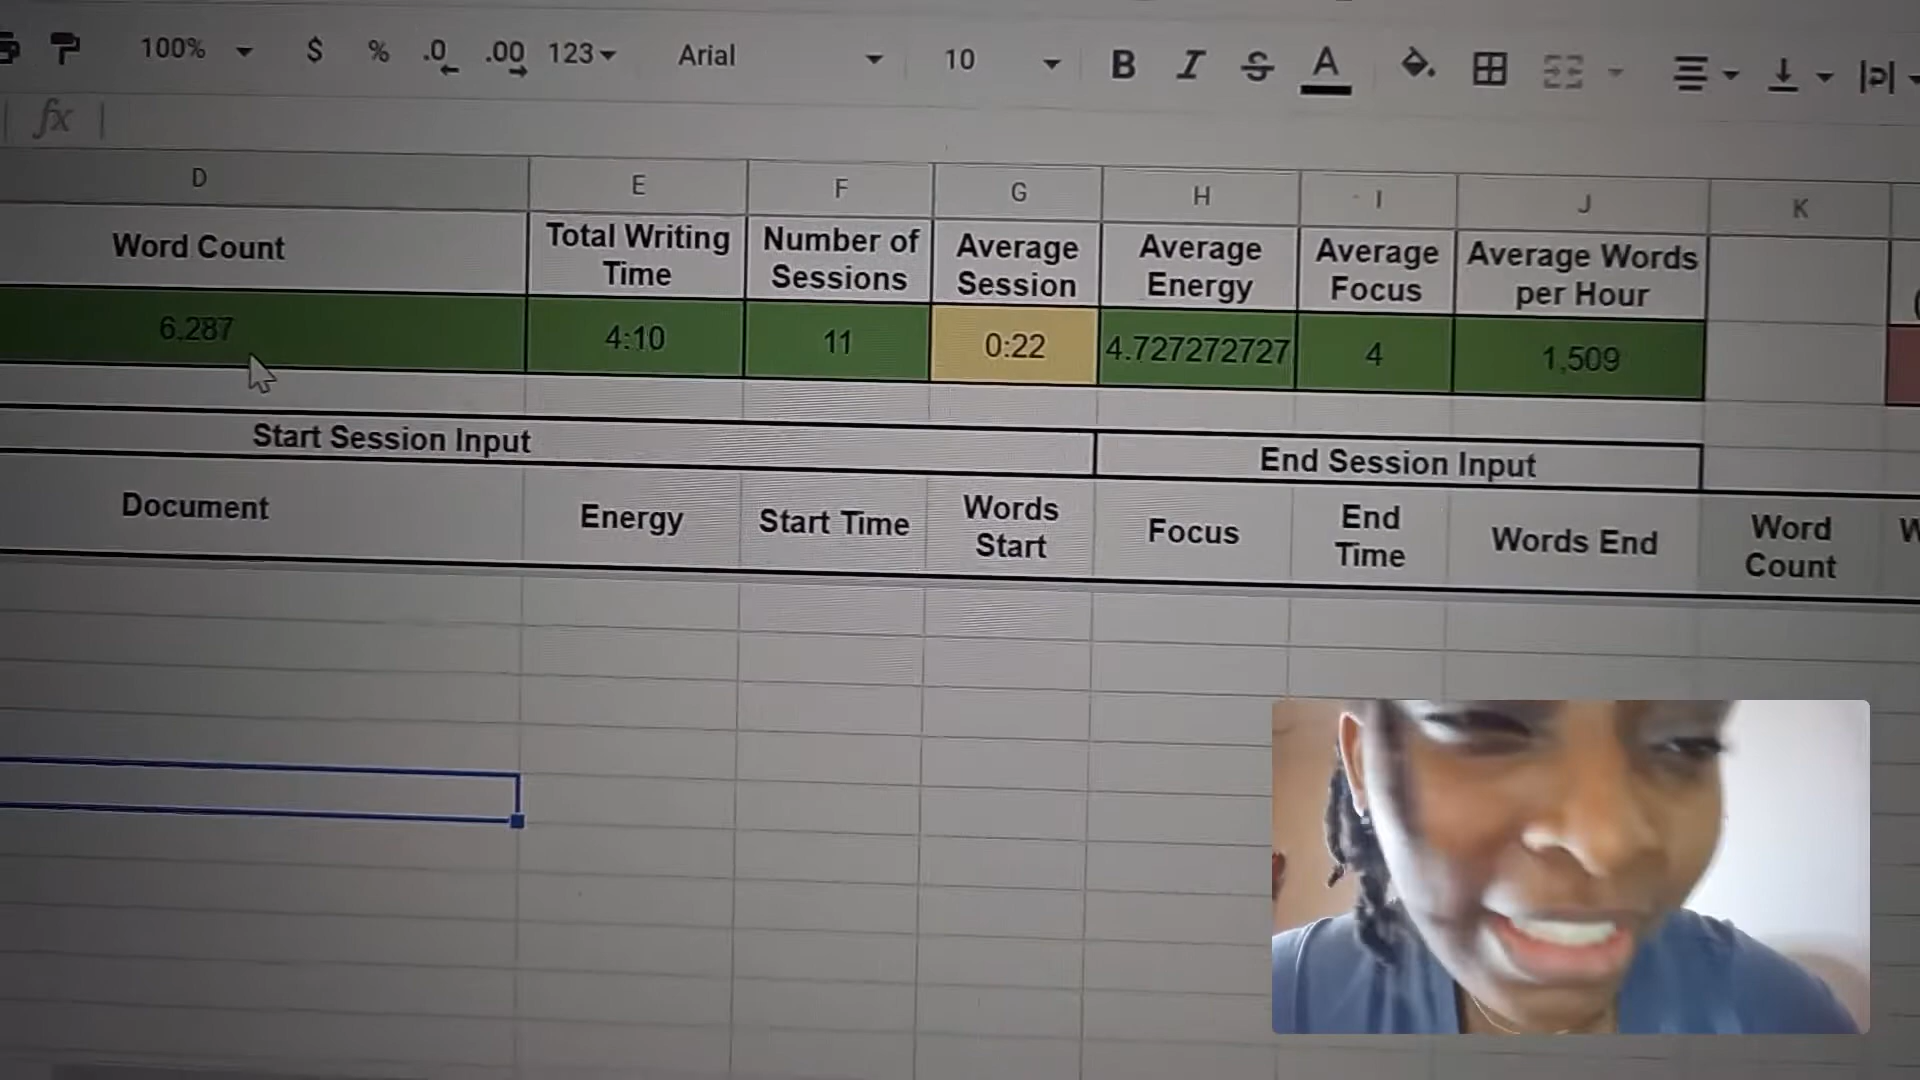 100% $ % .0 .00 123 Arial 10 B I S A
fx
D E F G H I J K
Word Count Total Writing Time Number of Sessions Average Session Average Energy Average Focus Average Words per Hour
6,287 4:10 11 0:22 4.727272727 4 1,509
Start Session Input End Session Input
Document Energy Start Time Words Start Focus End Time Words End Word Count W